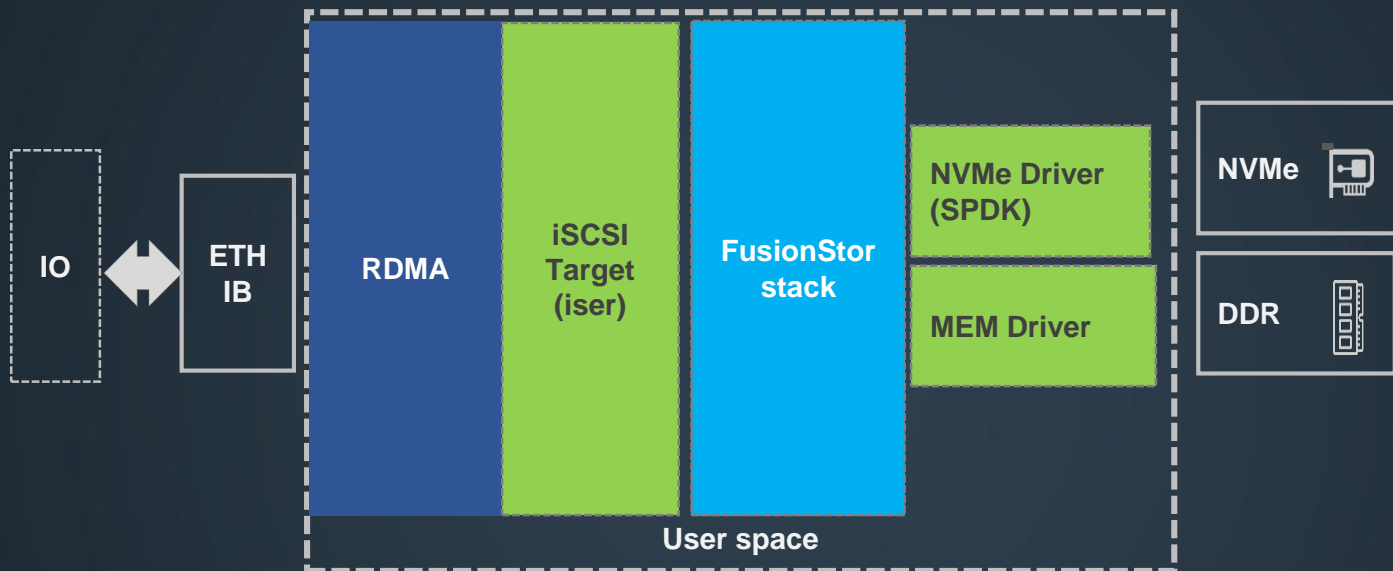 IO
ETH
IB
RDMA
iSCSI
Target
(iser)
FusionStor
stack
NVMe Driver
(SPDK)
MEM Driver
NVMe
DDR
User space